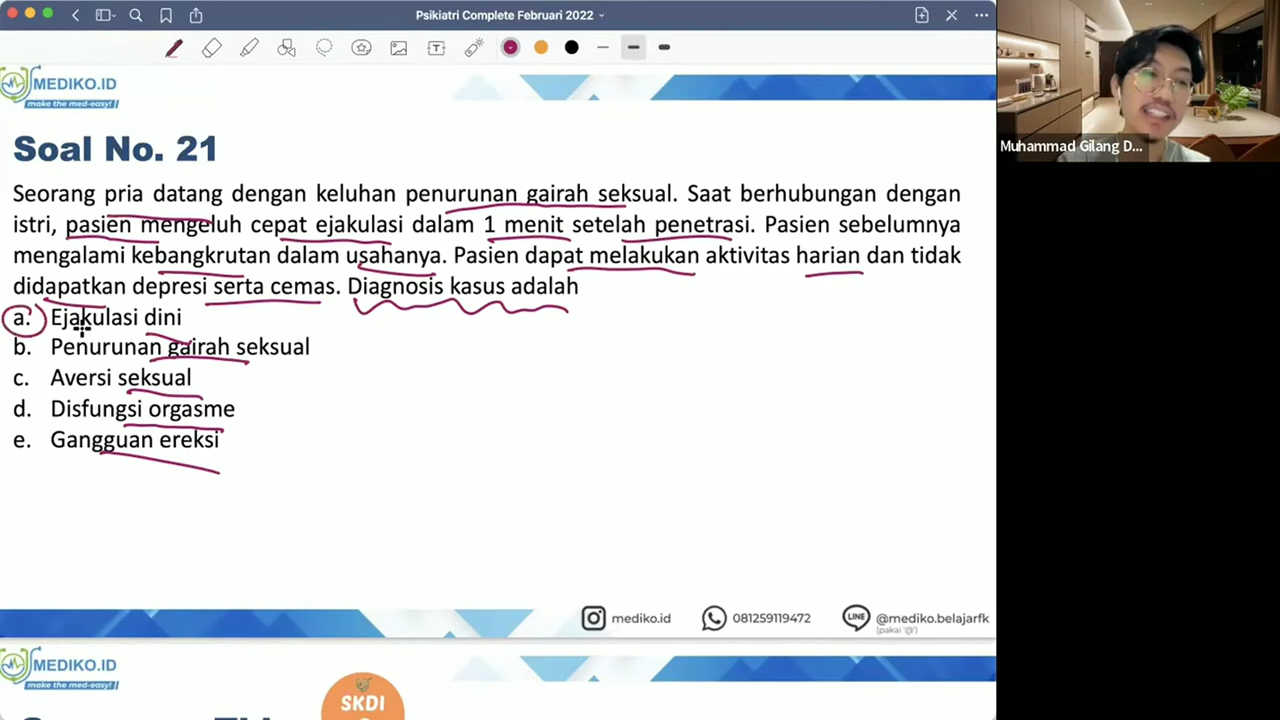 Psikiatri Complete Februari 2022
MEDIKO.ID
make the med-easy!
Soal No. 21
Seorang pria datang dengan keluhan penurunan gairah seksual. Saat berhubungan dengan
istri, pasien mengeluh cepat ejakulasi dalam 1 menit setelah penetrasi. Pasien sebelumnya
mengalami kebangkrutan dalam usahanya. Pasien dapat melakukan aktivitas harian dan tidak
didapatkan depresi serta cemas. Diagnosis kasus adalah
a. Ejakulasi dini
b. Penurunan gairah seksual
c. Aversi seksual
d. Disfungsi orgasme
e. Gangguan ereksi
mediko.id
081259119472
LINE
@mediko.belajarfk
(pakai '@')
MEDIKO.ID
make the med-easy!
SKDI
Muhammad Gilang D...